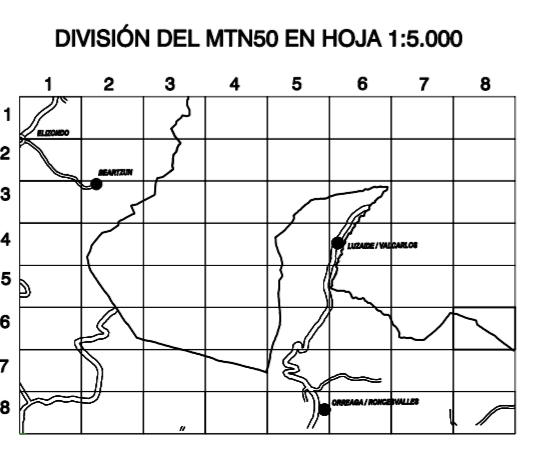 DIVISIÓN DEL MTN50 EN HOJA 1:5.000
1 2 3 4 5 6 7 8
1
ELIZONDO
2
BEARTZUN
3
4
LUZAIDE / VALCARLOS
5
6
7
8
ORREAGA / RONCESVALLES